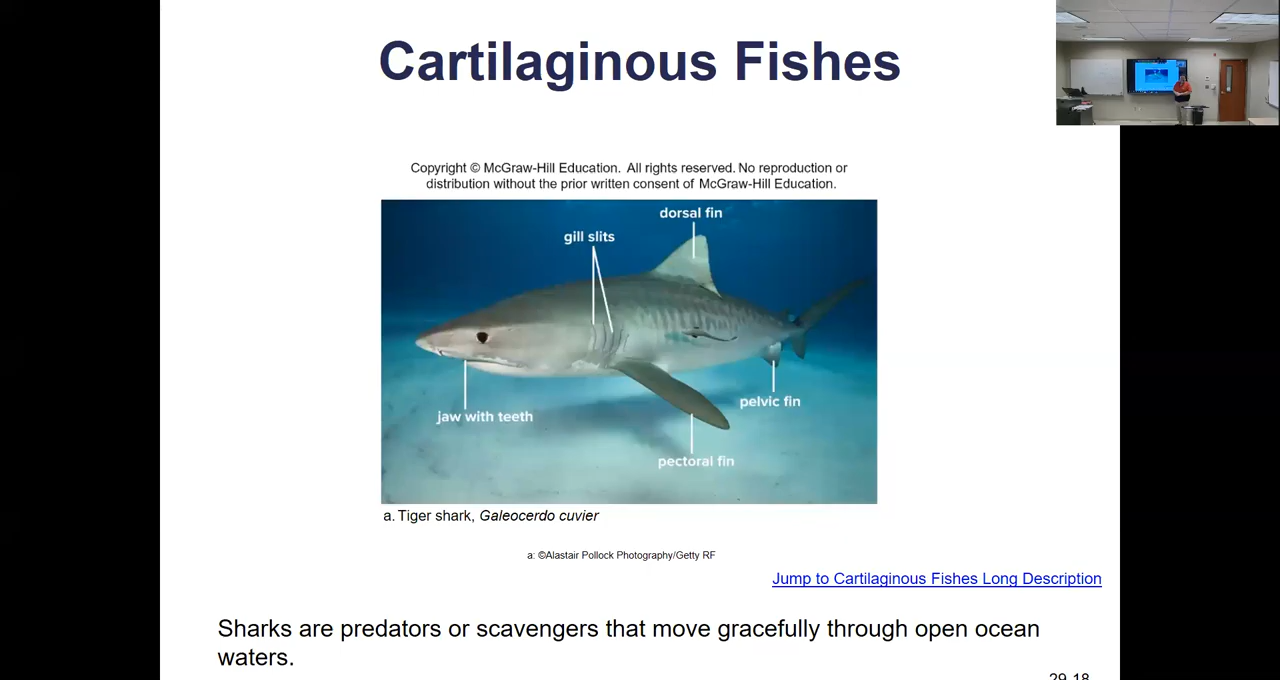 Cartilaginous Fishes
Copyright © McGraw-Hill Education. All rights reserved. No reproduction or
distribution without the prior written consent of McGraw-Hill Education.
dorsal fin
gill slits
jaw with teeth
pelvic fin
pectoral fin
a. Tiger shark, Galeocerdo cuvier
a: ©Alastair Pollock Photography/Getty RF
Jump to Cartilaginous Fishes Long Description
Sharks are predators or scavengers that move gracefully through open ocean
waters.
29-18